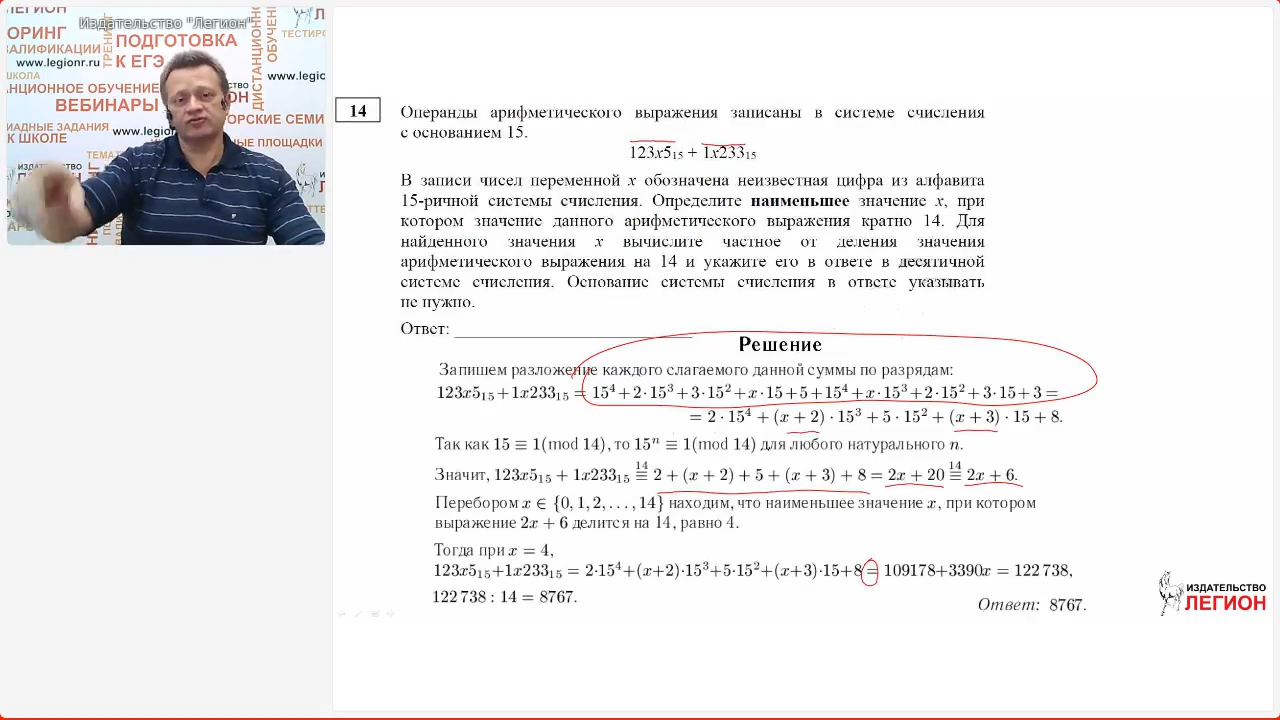 Издательство "Легион"
ПОДГОТОВКА
К ЕГЭ
www.legionr.ru
ВЕБИНАРЫ
14
Операнды арифметического выражения записаны в системе счисления
с основанием 15.
123x5₁₅ + 1x233₁₅
В записи чисел переменной x обозначена неизвестная цифра из алфавита
15-ричной системы счисления. Определите наименьшее значение x, при
котором значение данного арифметического выражения кратно 14. Для
найденного значения x вычислите частное от деления значения
арифметического выражения на 14 и укажите его в ответе в десятичной
системе счисления. Основание системы счисления в ответе указывать
не нужно.
Ответ:
Решение
Запишем разложение каждого слагаемого данной суммы по разрядам:
123x5₁₅+1x233₁₅ = 15⁴+2·15³+3·15²+x·15+5+15⁴+x·15³+2·15²+3·15+3 =
= 2·15⁴+(x+2)·15³+5·15²+(x+3)·15+8.
Так как 15 ≡ 1(mod 14), то 15ⁿ ≡ 1(mod 14) для любого натурального n.
Значит, 123x5₁₅ + 1x233₁₅ ≡¹⁴ 2+(x+2)+5+(x+3)+8 = 2x+20 ≡¹⁴ 2x+6.
Перебором x ∈ {0,1,2,...,14} находим, что наименьшее значение x, при котором
выражение 2x+6 делится на 14, равно 4.
Тогда при x = 4,
123x5₁₅+1x233₁₅ = 2·15⁴+(x+2)·15³+5·15²+(x+3)·15+8 = 109178+3390x = 122 738,
122 738 : 14 = 8767.
Ответ: 8767.
ИЗДАТЕЛЬСТВО
ЛЕГИОН